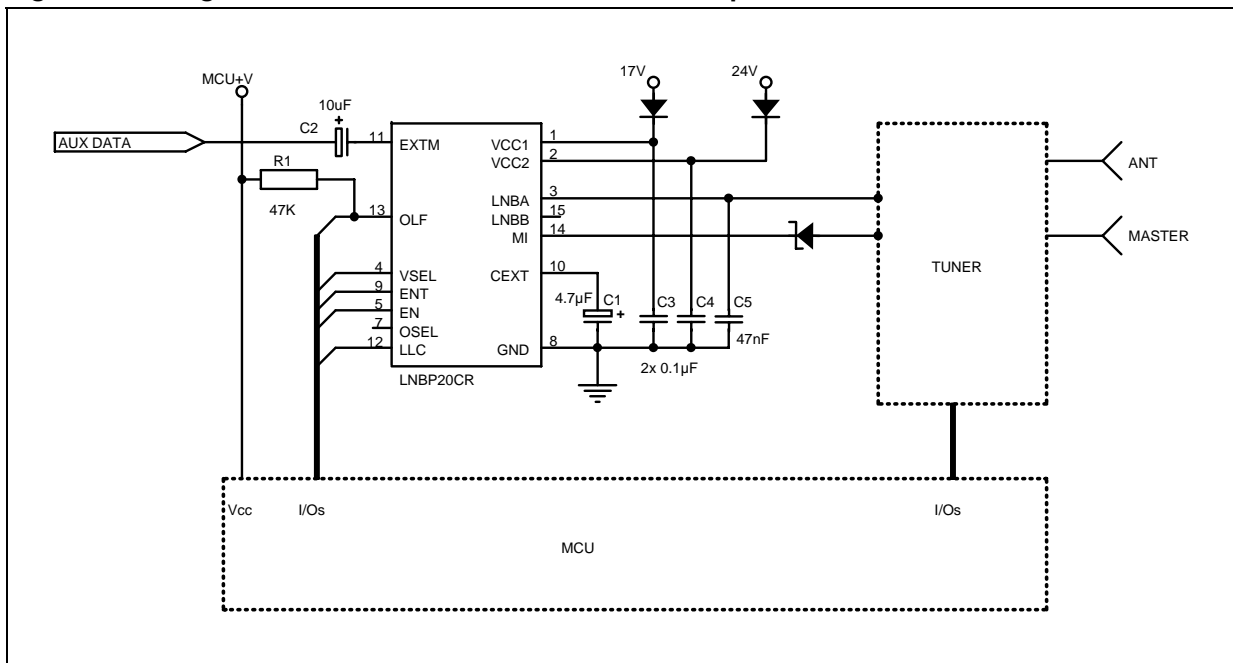 MCU+V
17V
24V
10uF
+
C2
AUX DATA
11
EXTM
VCC1
1
VCC2
2
ANT
R1
47K
LNBA
3
LNBB
15
13
OLF
MI
14
MASTER
TUNER
4
VSEL
CEXT
10
9
ENT
4.7µF
C1
+
C3
C4
C5
5
EN
7
OSEL
47nF
12
LLC
GND
8
2x 0.1µF
LNBP20CR
Vcc
I/Os
I/Os
MCU